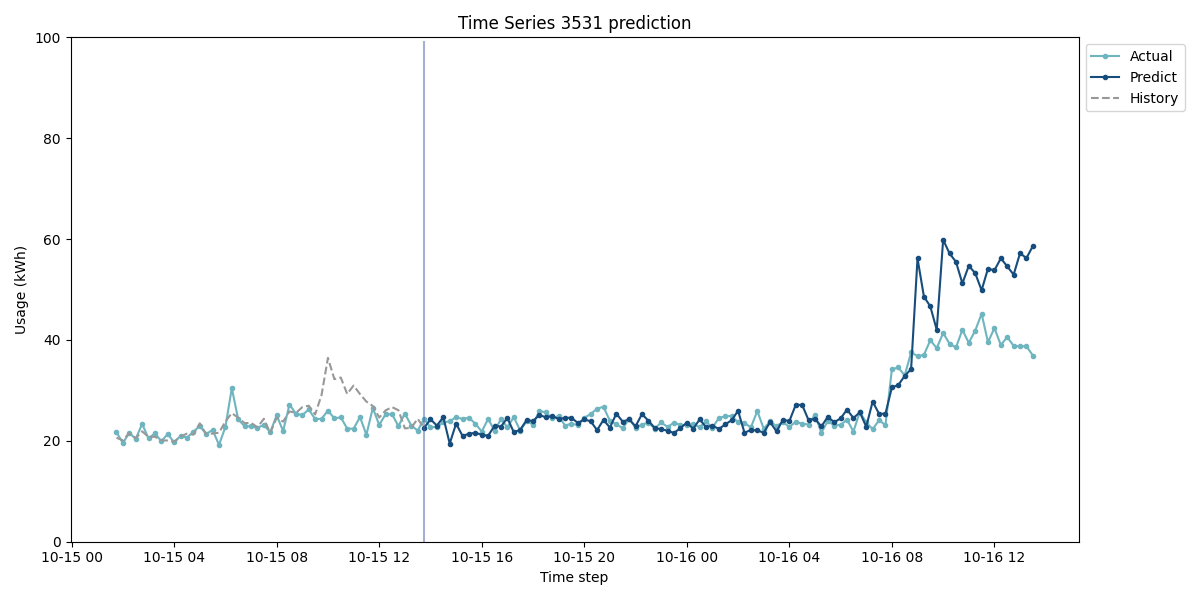 Time Series 3531 prediction
100
80
60
40
20
0
Usage (kWh)
10-15 00
10-15 04
10-15 08
10-15 12
10-15 16
10-15 20
10-16 00
10-16 04
10-16 08
10-16 12
Time step
Actual
Predict
History